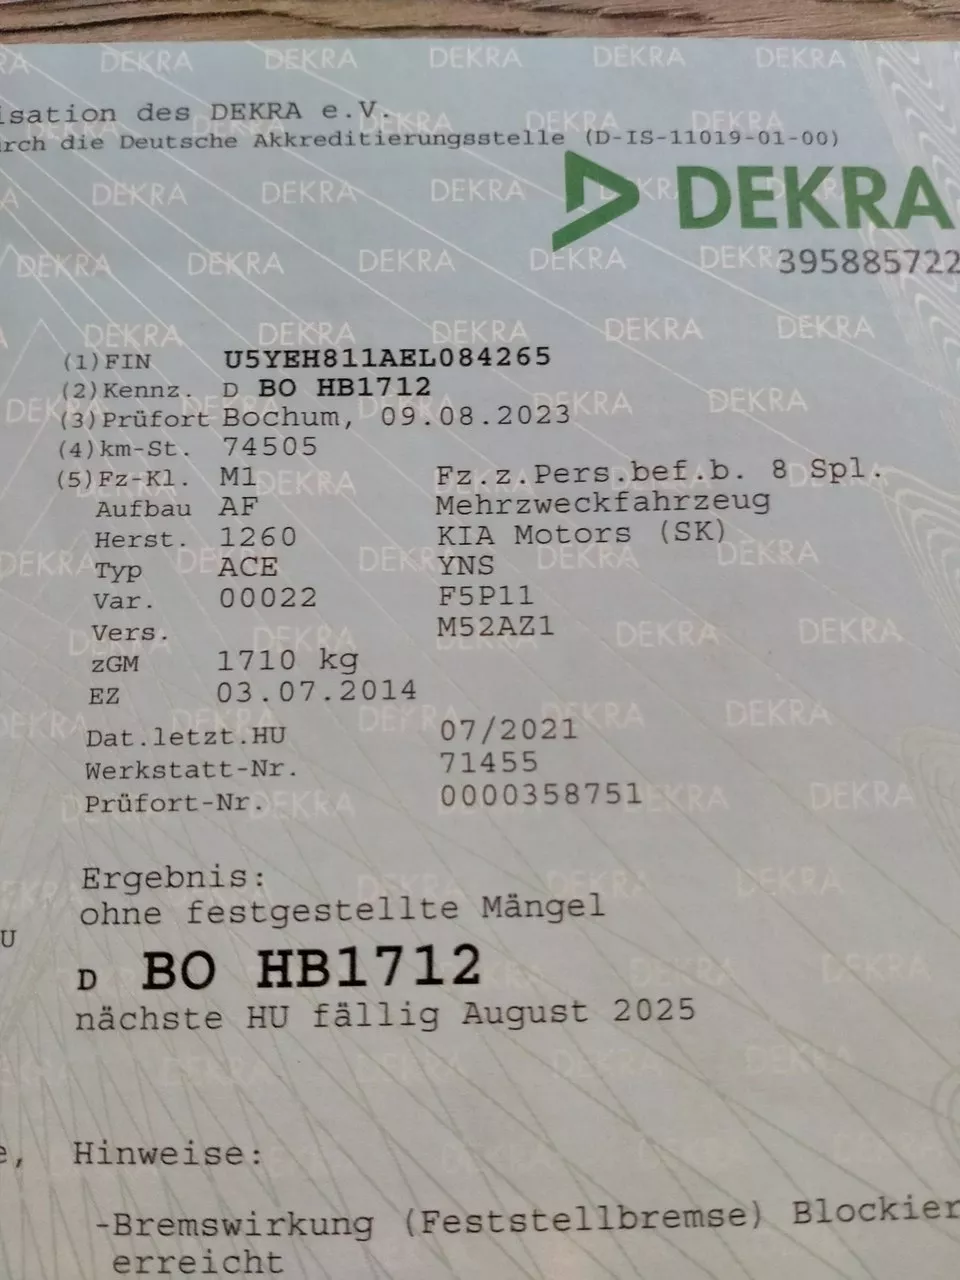 isation des DEKRA e.V.
rch die Deutsche Akkreditierungsstelle (D-IS-11019-01-00)
DEKRA
395885722
(1)FIN U5YEH811AEL084265
(2)Kennz. D BO HB1712
(3)Prüfort Bochum, 09.08.2023
(4)km-St. 74505
(5)Fz-Kl. M1 Fz.z.Pers.bef.b. 8 Spl.
Aufbau AF Mehrzweckfahrzeug
Herst. 1260 KIA Motors (SK)
Typ ACE YNS
Var. 00022 F5P11
Vers. M52AZ1
zGM 1710 kg
EZ 03.07.2014
Dat.letzt.HU 07/2021
Werkstatt-Nr. 71455
Prüfort-Nr. 0000358751
Ergebnis:
ohne festgestellte Mängel
U
D BO HB1712
nächste HU fällig August 2025
e, Hinweise:
-Bremswirkung (Feststellbremse) Blockier
erreicht